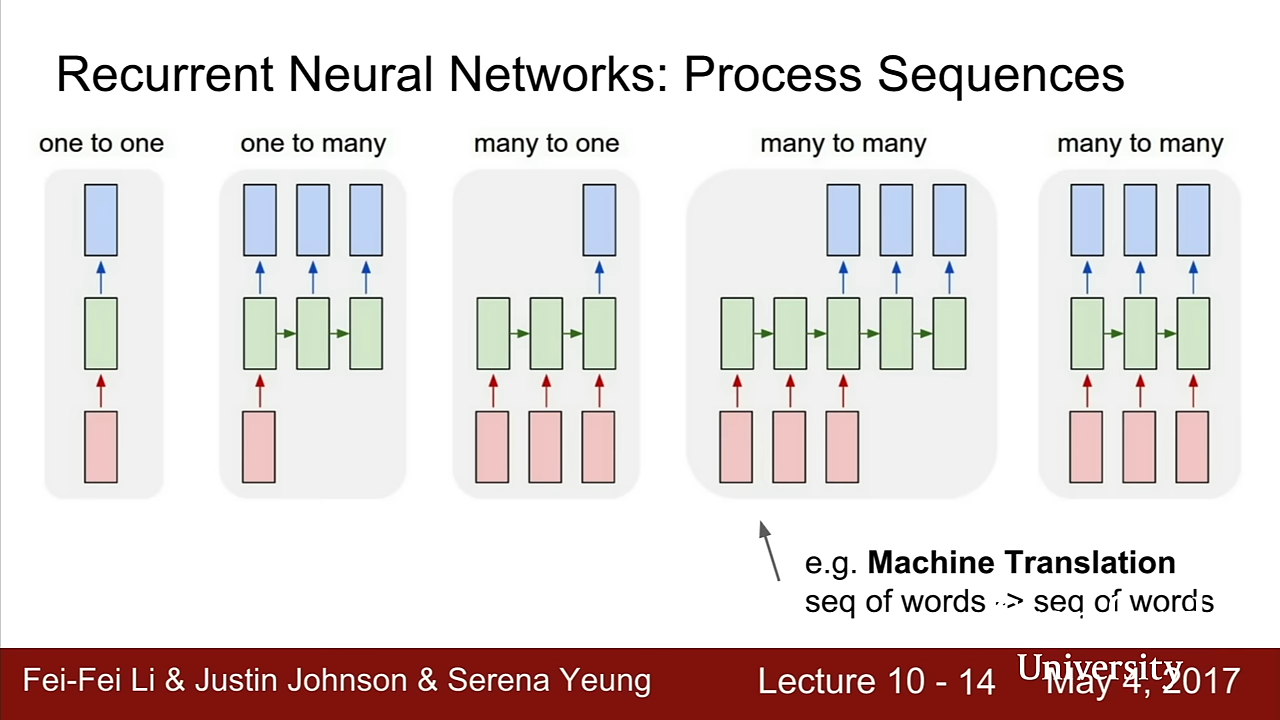 Recurrent Neural Networks: Process Sequences
one to one
one to many
many to one
many to many
many to many
e.g. Machine Translation
seq of words -> seq of words
Fei-Fei Li & Justin Johnson & Serena Yeung
Lecture 10 - 14
University
May 4, 2017